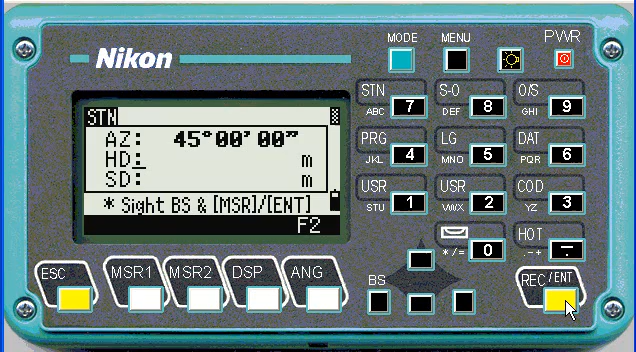 Nikon
MODE MENU PWR
STN
AZ: 45°00'00"
HD: m
SD: m
* Sight BS & [MSR]/[ENT]
F2
STN ABC 7 S-O DEF 8 O/S GHI 9
PRG JKL 4 LG MNO 5 DAT PQR 6
USR STU 1 USR VWX 2 COD YZ 3
*/= 0 HOT .-+ -.
ESC MSR1 MSR2 DSP ANG BS REC/ENT